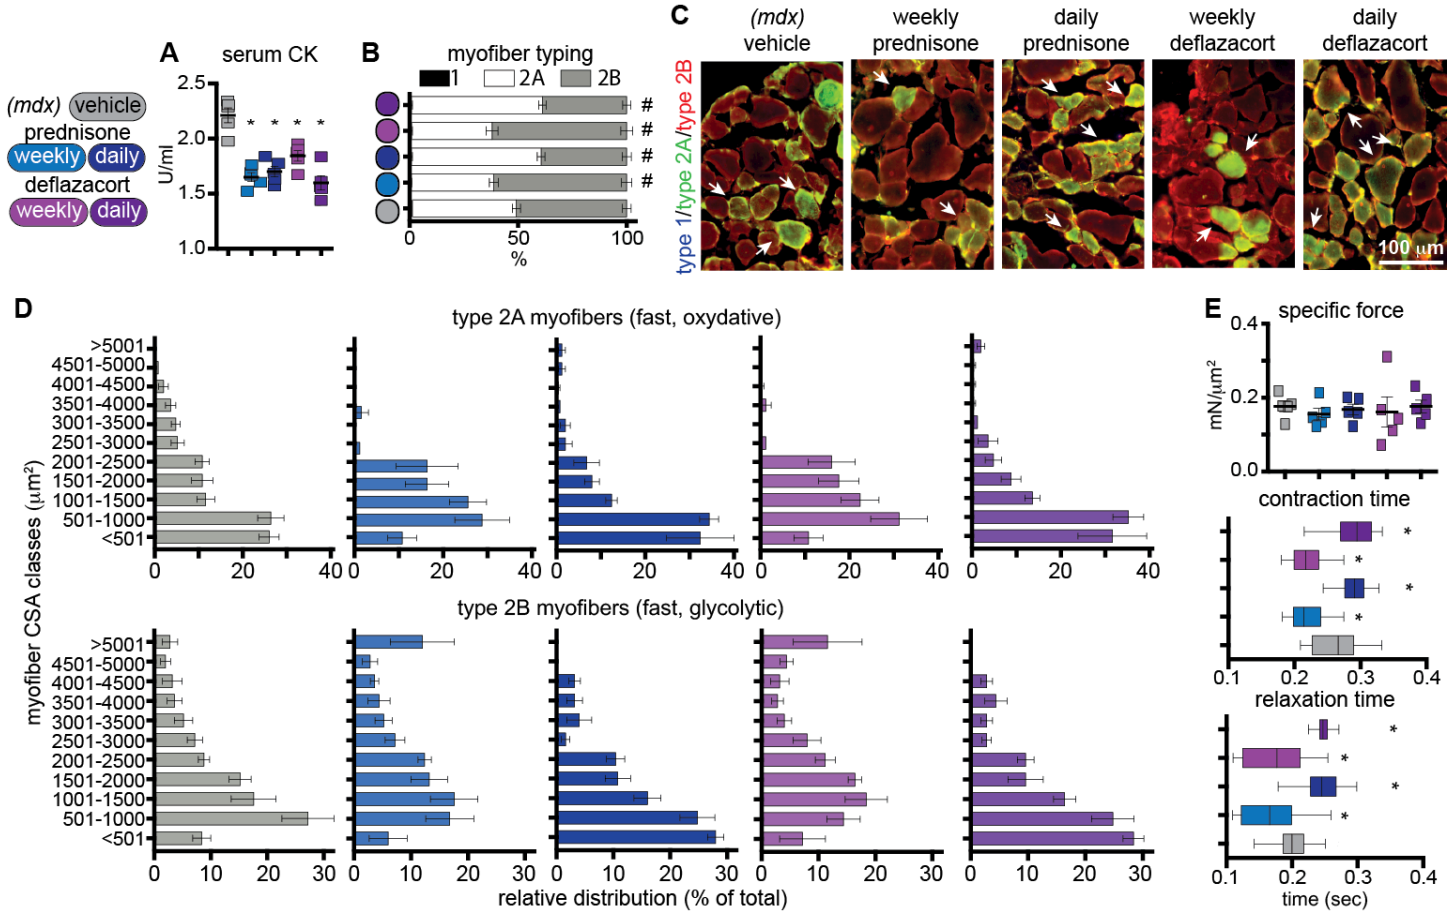 A
serum CK
2.5
2.0
1.5
1.0
U/ml
* * * *
(mdx) vehicle
prednisone
weekly daily
deflazacort
weekly daily
B
myofiber typing
1 2A 2B
#
#
#
#
0 50 100
%
C
(mdx) vehicle
weekly prednisone
daily prednisone
weekly deflazacort
daily deflazacort
type 1/type 2A/type 2B
100 μm
D
type 2A myofibers (fast, oxydative)
myofiber CSA classes (μm²)
>5001
4501-5000
4001-4500
3501-4000
3001-3500
2501-3000
2001-2500
1501-2000
1001-1500
501-1000
<501
0 20 40 0 20 40 0 20 40 0 20 40 0 20 40
type 2B myofibers (fast, glycolytic)
>5001
4501-5000
4001-4500
3501-4000
3001-3500
2501-3000
2001-2500
1501-2000
1001-1500
501-1000
<501
0 10 20 30 0 10 20 30 0 10 20 30 0 10 20 30 0 10 20 30
relative distribution (% of total)
E
specific force
0.4
0.2
0.0
mN/μm²
contraction time
*
*
*
*
0.1 0.2 0.3 0.4
relaxation time
*
*
*
*
0.1 0.2 0.3 0.4
time (sec)